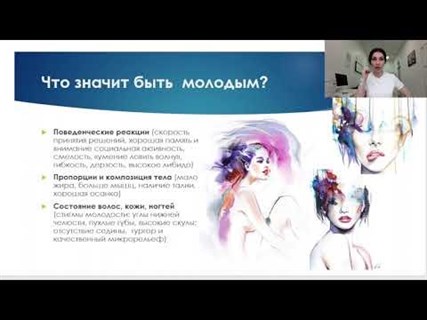 Что значит быть молодым?
Поведенческие реакции (скорость
принятия решений, хорошая память и
внимание социальная активность,
смелость, «умение ловить волну»,
гибкость, дерзость, высокое либидо)
Пропорции и композиция тела (мало
жира, больше мышц, наличие талии,
хорошая осанка)
Состояние волос, кожи, ногтей
(стигмы молодости: углы нижней
челюсти, пухлые губы, высокие скулы;
отсутствие седины, тургор и
качественный микрорельеф)